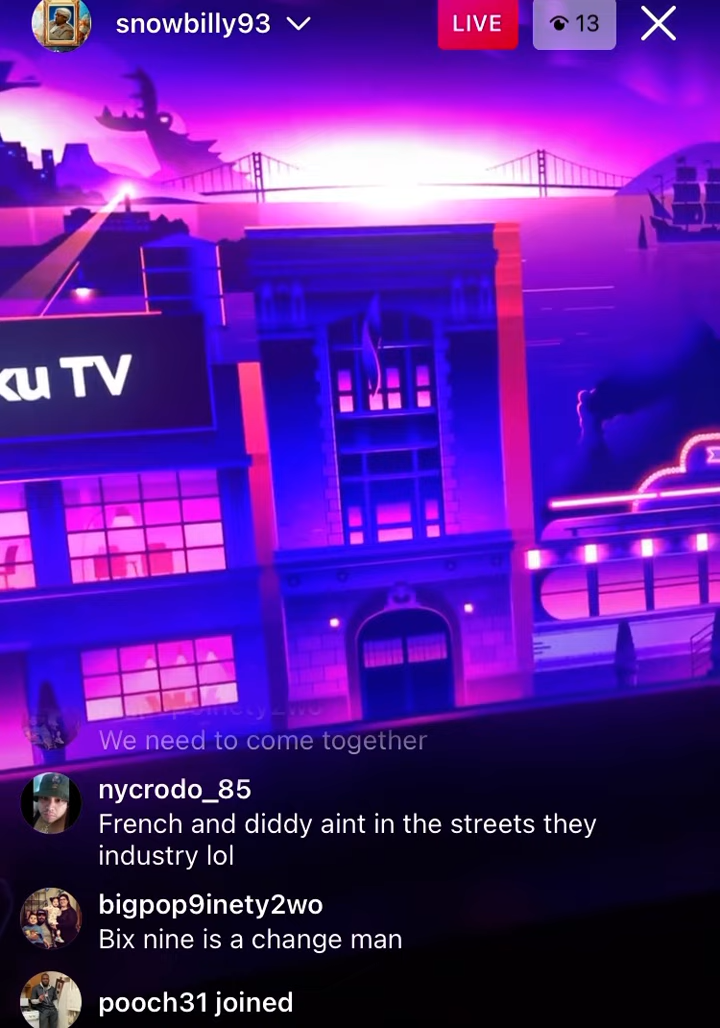 snowbilly93
LIVE
13
ku TV
We need to come together
nycrodo_85
French and diddy aint in the streets they
industry lol
bigpop9inety2wo
Bix nine is a change man
pooch31 joined